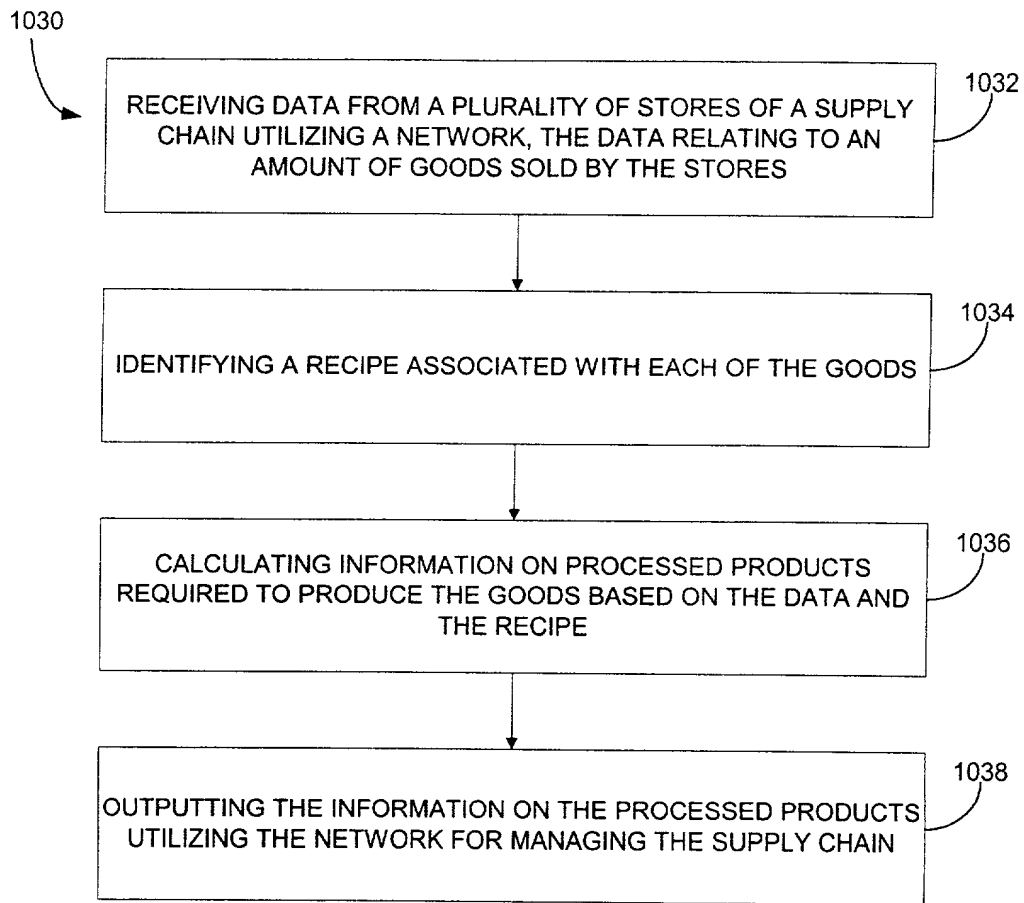 1030
1032
RECEIVING DATA FROM A PLURALITY OF STORES OF A SUPPLY
CHAIN UTILIZING A NETWORK, THE DATA RELATING TO AN
AMOUNT OF GOODS SOLD BY THE STORES
1034
IDENTIFYING A RECIPE ASSOCIATED WITH EACH OF THE GOODS
1036
CALCULATING INFORMATION ON PROCESSED PRODUCTS
REQUIRED TO PRODUCE THE GOODS BASED ON THE DATA AND
THE RECIPE
1038
OUTPUTTING THE INFORMATION ON THE PROCESSED PRODUCTS
UTILIZING THE NETWORK FOR MANAGING THE SUPPLY CHAIN